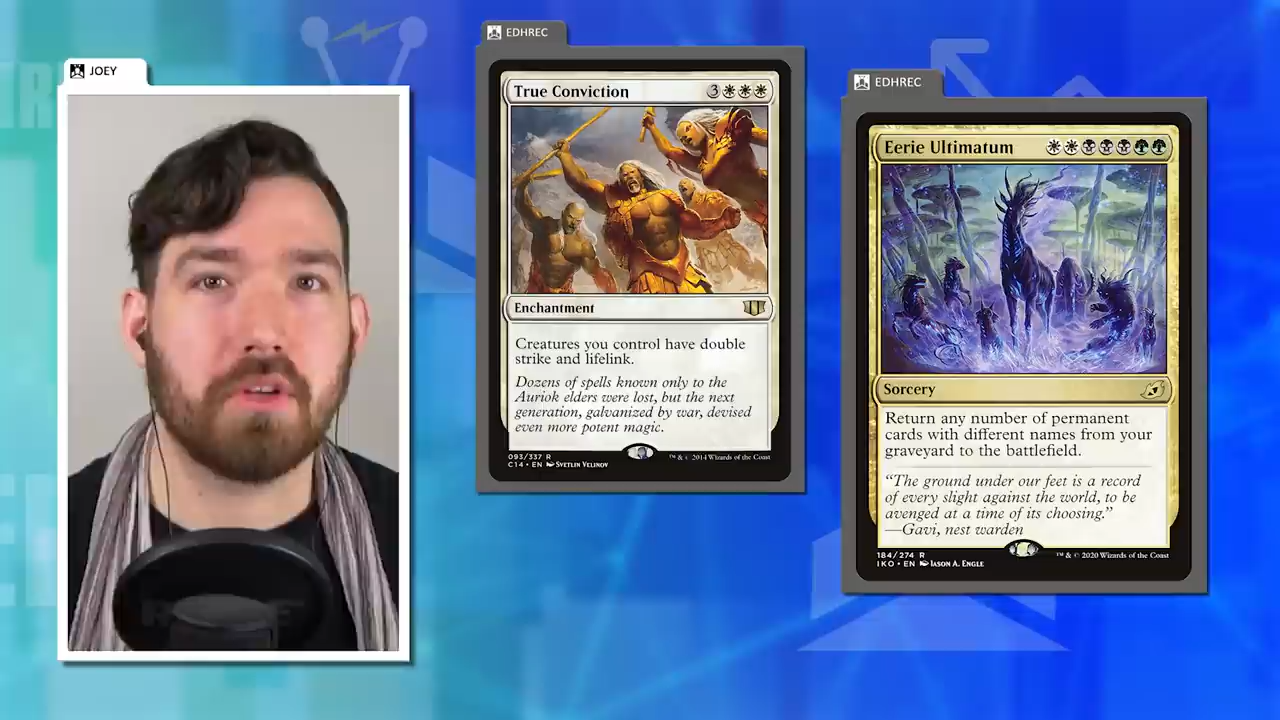 JOEY
EDHREC
True Conviction 3
Enchantment
Creatures you control have double
strike and lifelink.
Dozens of spells known only to the
Auriok elders were lost, but the next
generation, galvanized by war, devised
even more potent magic.
093/337 R
C14 • EN Svetlin Velinov
™ & © 2014 Wizards of the Coast
EDHREC
Eerie Ultimatum
Sorcery
Return any number of permanent
cards with different names from your
graveyard to the battlefield.
“The ground under our feet is a record
of every slight against the world, to be
avenged at a time of its choosing.”
—Gavi, nest warden
184/274 R
IKO • EN Jason A. Engle
™ & © 2020 Wizards of the Coast